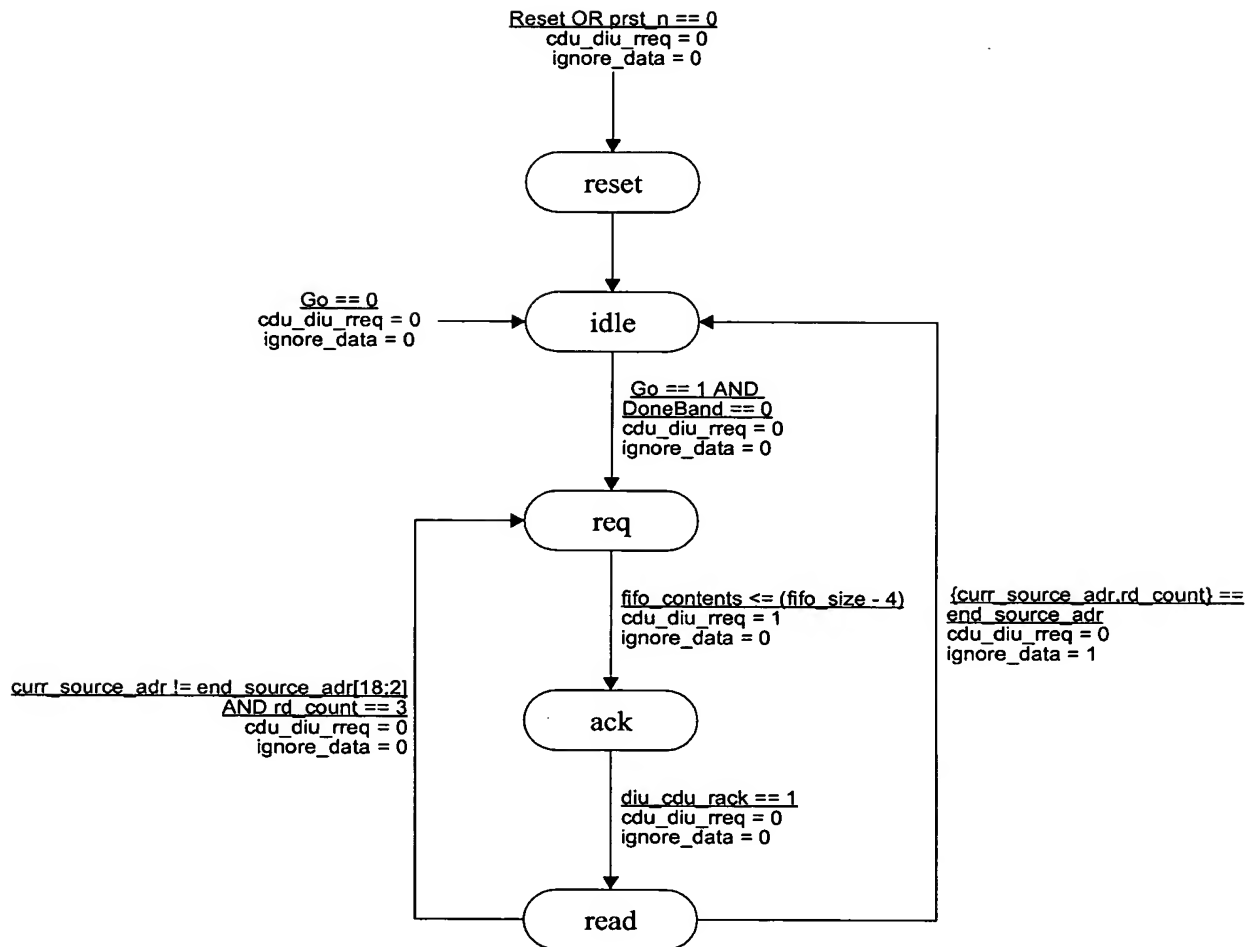 Reset OR prst_n == 0
cdu_diu_rreq = 0
ignore_data = 0
reset
Go == 0
cdu_diu_rreq = 0
ignore_data = 0
idle
Go == 1 AND
DoneBand == 0
cdu_diu_rreq = 0
ignore_data = 0
req
fifo_contents <= (fifo_size - 4)
cdu_diu_rreq = 1
ignore_data = 0
{curr_source_adr.rd_count} ==
end_source_adr
cdu_diu_rreq = 0
ignore_data = 1
curr_source_adr != end_source_adr[18:2]
AND rd_count == 3
cdu_diu_rreq = 0
ignore_data = 0
ack
diu_cdu_rack == 1
cdu_diu_rreq = 0
ignore_data = 0
read